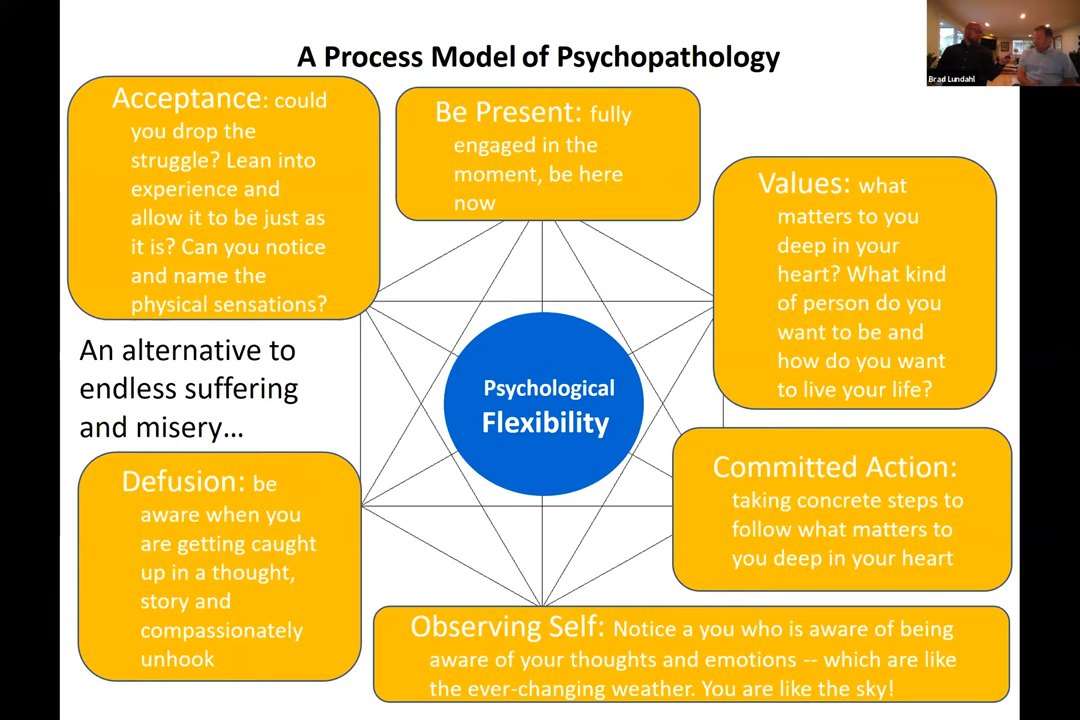 A Process Model of Psychopathology
Brad Lundahl
Acceptance: could
you drop the
struggle? Lean into
experience and
allow it to be just as
it is? Can you notice
and name the
physical sensations?
Be Present: fully
engaged in the
moment, be here
now
Values: what
matters to you
deep in your
heart? What kind
of person do you
want to be and
how do you want
to live your life?
An alternative to
endless suffering
and misery…
Psychological
Flexibility
Defusion: be
aware when you
are getting caught
up in a thought,
story and
compassionately
unhook
Committed Action:
taking concrete steps to
follow what matters to
you deep in your heart
Observing Self: Notice a you who is aware of being
aware of your thoughts and emotions -- which are like
the ever-changing weather. You are like the sky!